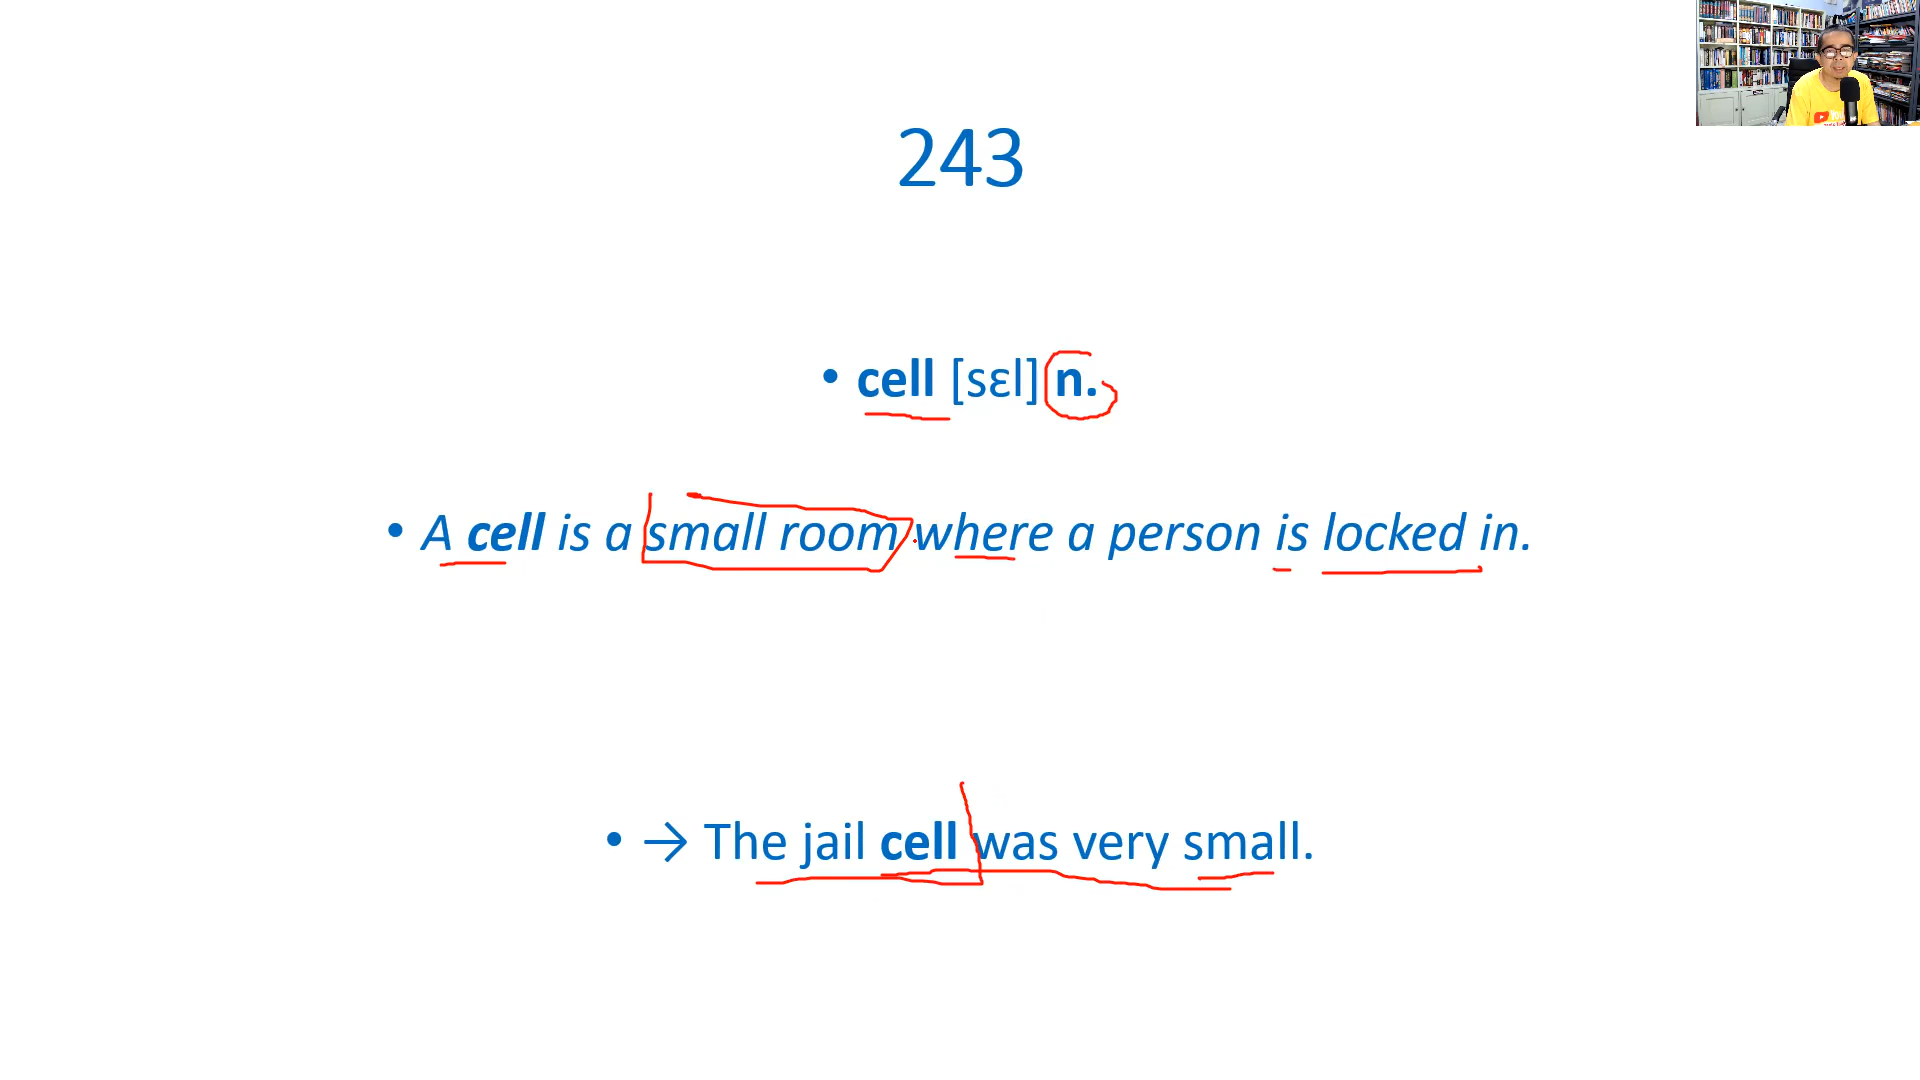 243
• cell [sɛl] n.
• A cell is a small room where a person is locked in.
• → The jail cell was very small.